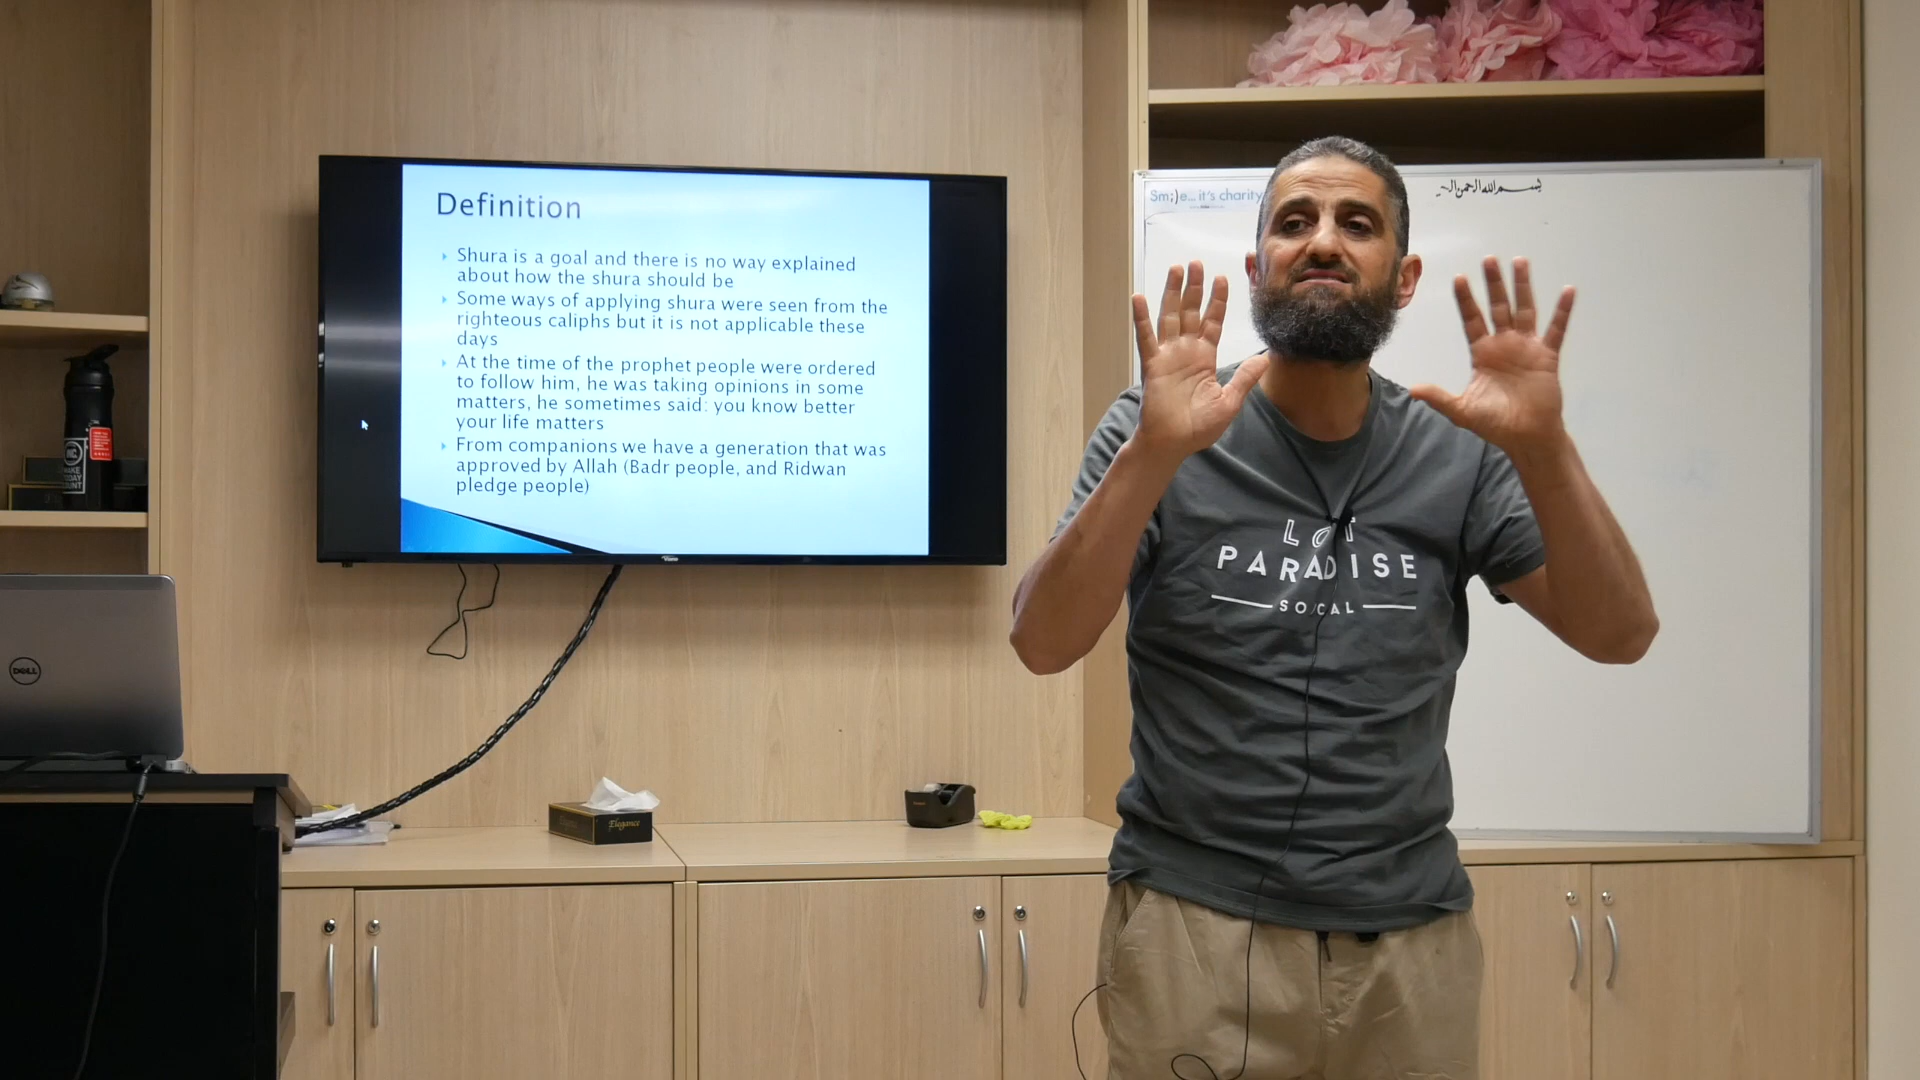 Definition
Shura is a goal and there is no way explained
about how the shura should be
Some ways of applying shura were seen from the
righteous caliphs but it is not applicable these
days
At the time of the prophet people were ordered
to follow him, he was taking opinions in some
matters, he sometimes said: you know better
your life matters
From companions we have a generation that was
approved by Allah (Badr people, and Ridwan
pledge people)
Sm;)e... it's charity
بسم الله الرحمن
PARADISE
SOCIAL
DELL
Elegance